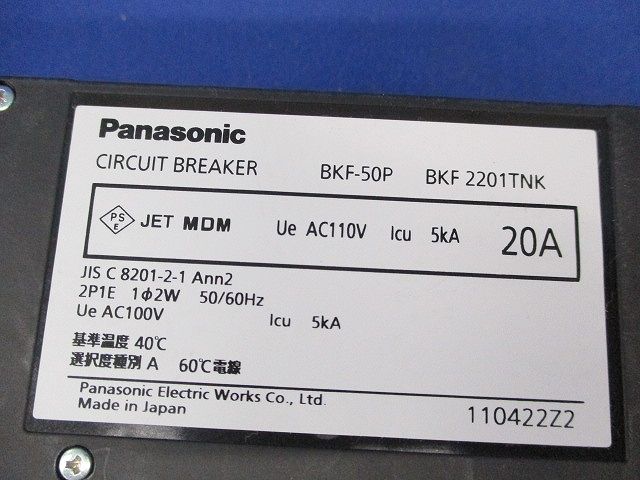 Panasonic
CIRCUIT BREAKER BKF-50P BKF 2201TNK
PS E JET MDM Ue AC110V Icu 5kA 20A
JIS C 8201-2-1 Ann2
2P1E 1φ2W 50/60Hz
Ue AC100V Icu 5kA
基準温度 40℃
選択度種別 A 60℃電線
Panasonic Electric Works Co., Ltd.
Made in Japan 110422Z2